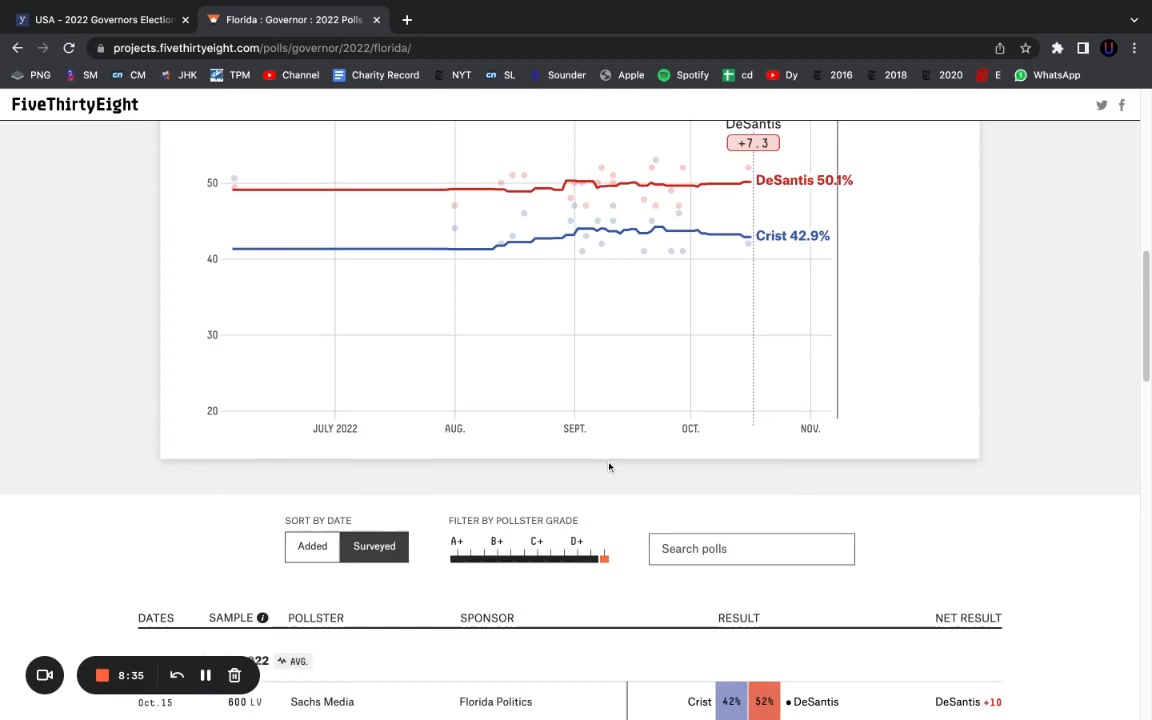 USA - 2022 Governors Election
Florida : Governor : 2022 Polls
projects.fivethirtyeight.com/polls/governor/2022/florida/
PNG SM CM JHK TPM Channel Charity Record NYT SL Sounder Apple Spotify cd Dy 2016 2018 2020 E WhatsApp
FiveThirtyEight
DeSantis
+7.3
50
DeSantis 50.1%
Crist 42.9%
40
30
20
JULY 2022 AUG. SEPT. OCT. NOV.
SORT BY DATE FILTER BY POLLSTER GRADE
A+ B+ C+ D+
Added Surveyed Search polls
DATES SAMPLE POLLSTER SPONSOR RESULT NET RESULT
22 AVG.
8:35
Oct.15 600 LV Sachs Media Florida Politics Crist 42% 52% DeSantis DeSantis +10